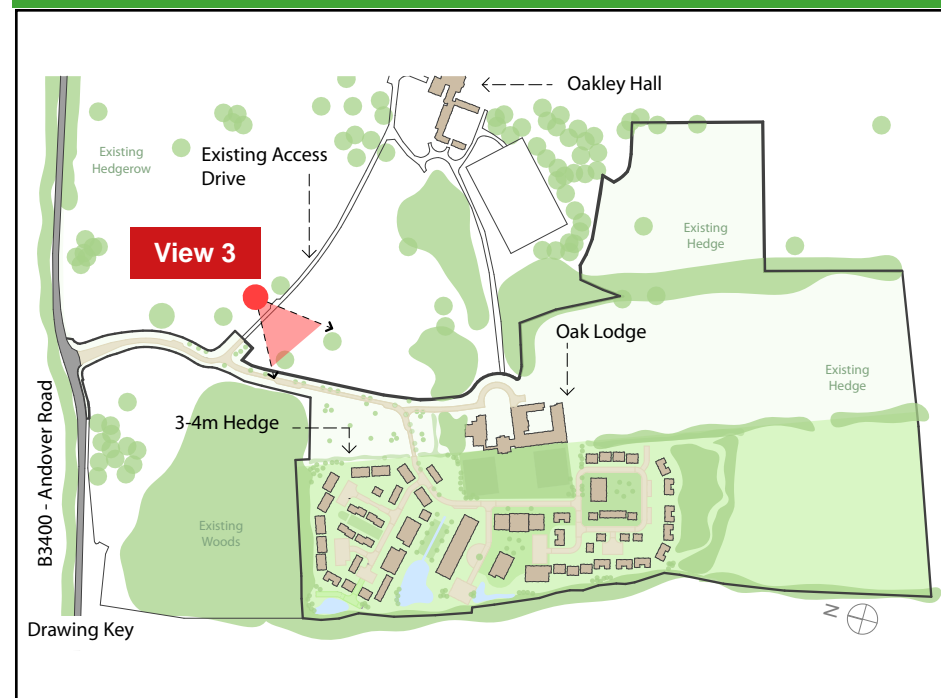 Oakley Hall
Existing
Hedgerow
Existing Access
Drive
View 3
Existing
Hedge
Oak Lodge
Existing
Hedge
3-4m Hedge
Existing
Woods
B3400 - Andover Road
N
Drawing Key